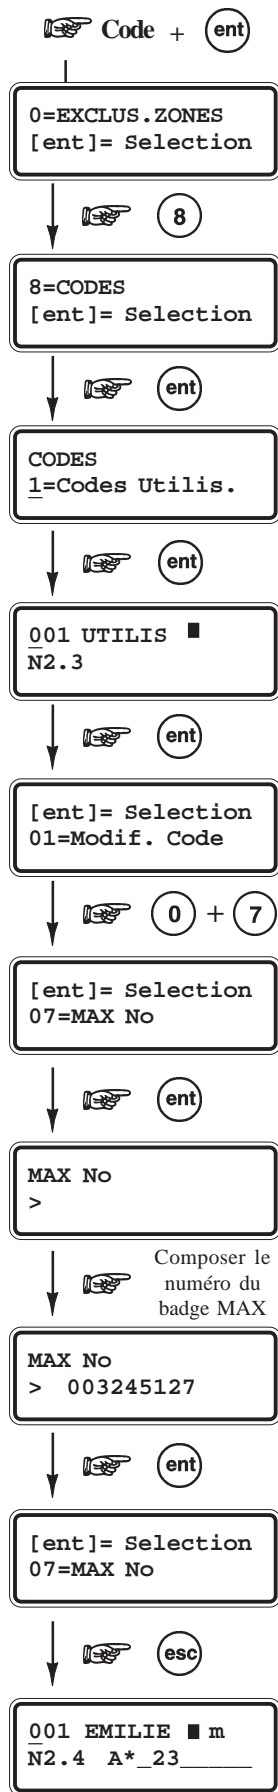 Code + ent
0=EXCLUS.ZONES
[ent]= Selection
8
8=CODES
[ent]= Selection
ent
CODES
1=Codes Utilis.
ent
001 UTILIS ■
N2.3
ent
[ent]= Selection
01=Modif. Code
0 + 7
[ent]= Selection
07=MAX No
ent
MAX No
>
Composer le
numéro du
badge MAX
MAX No
> 003245127
ent
[ent]= Selection
07=MAX No
esc
001 EMILIE ■ m
N2.4 A*_23_____